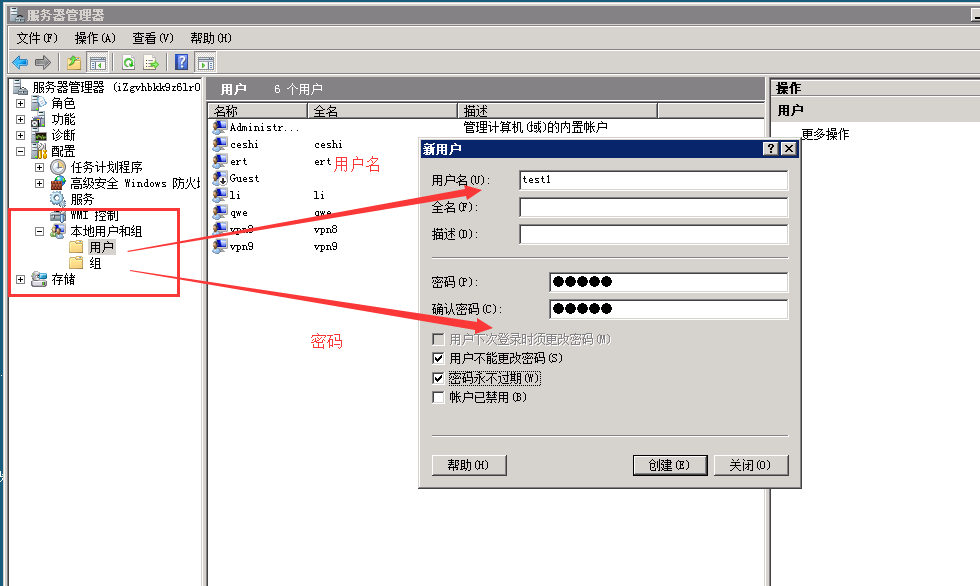 服务器管理器
文件(F) 操作(A) 查看(V) 帮助(H)
服务器管理器 (iZgvhbkk9z6lr0
角色
功能
诊断
配置
任务计划程序
高级安全 Windows 防火
服务
WMI 控制
本地用户和组
用户
组
存储
用户 6 个用户
名称 全名 描述
Administr... 管理计算机(域)的内置帐户
ceshi ceshi
ert ert
Guest
li li
qwe qwe
vpn8 vpn8
vpn9 vpn9
用户名
密码
新用户
用户名(U): test1
全名(F):
描述(D):
密码(P): ●●●●●
确认密码(C): ●●●●●
用户下次登录时须更改密码(M)
用户不能更改密码(S)
密码永不过期(W)
帐户已禁用(B)
帮助(H) 创建(E) 关闭(O)
操作
用户
更多操作